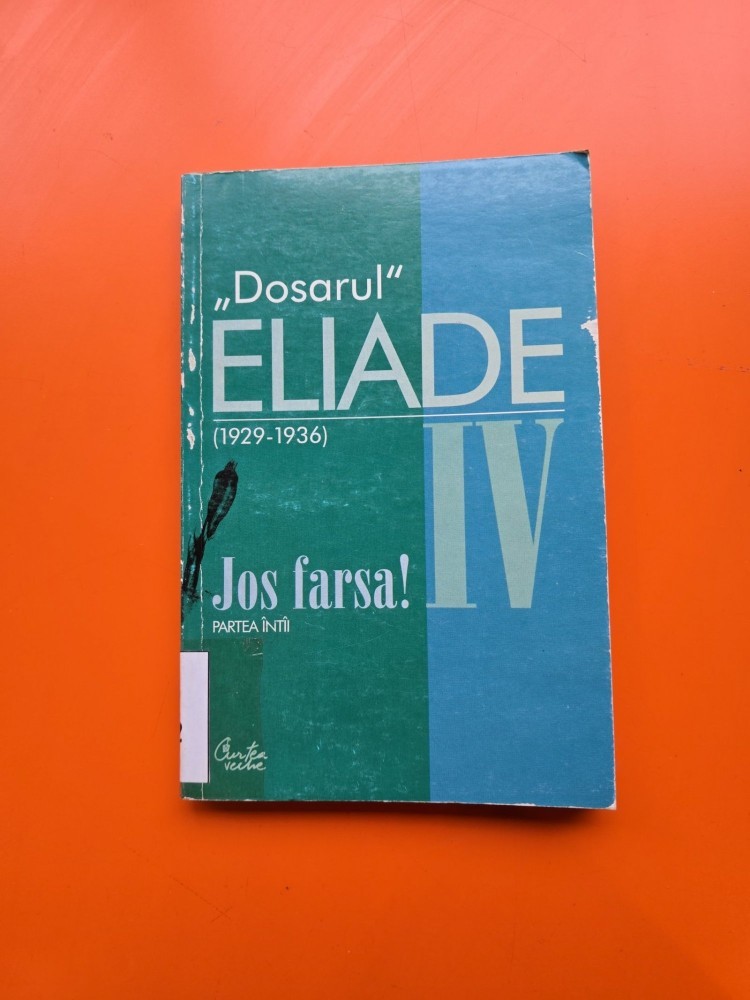 „Dosarul“
ELIADE
(1929-1936)
IV
Jos farsa!
PARTEA ÎNTÎI
Curtea
veche